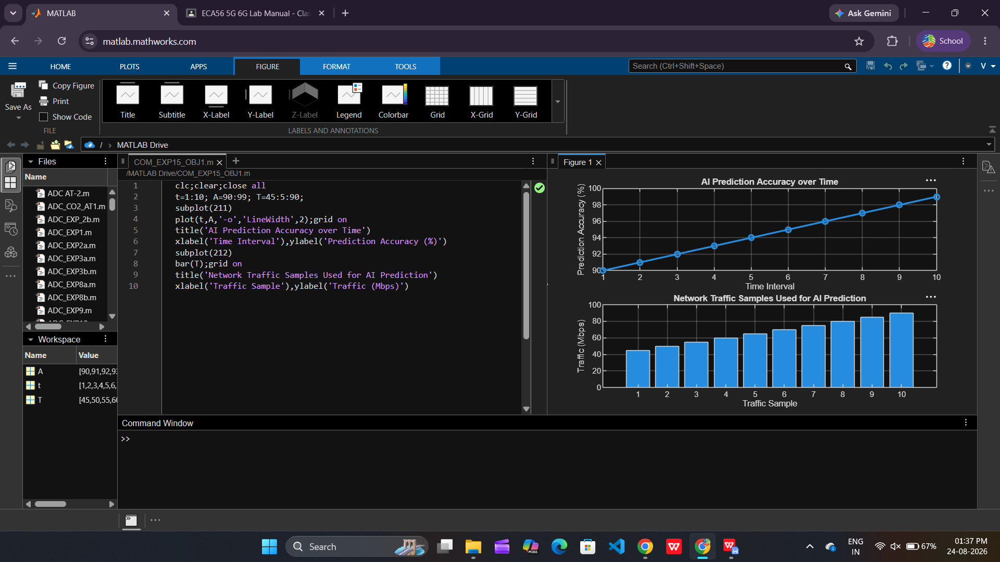 MATLAB
ECA56 5G 6G Lab Manual - Clas
Ask Gemini
matlab.mathworks.com
School
HOME
PLOTS
APPS
FIGURE
FORMAT
TOOLS
Search (Ctrl+Shift+Space)
V
Save As
Copy Figure
Print
Show Code
FILE
Title
Subtitle
X-Label
Y-Label
Z-Label
Legend
Colorbar
Grid
X-Grid
Y-Grid
LABELS AND ANNOTATIONS
/ › MATLAB Drive
Files
Name
ADC AT-2.m
ADC_CO2_AT1.m
ADC_EXP_2b.m
ADC_EXP1.m
ADC_EXP2a.m
ADC_EXP3a.m
ADC_EXP3b.m
ADC_EXP8a.m
ADC_EXP8b.m
ADC_EXP9.m
Workspace
Name Value
A [90,91,92,93
t [1,2,3,4,5,6,7
T [45,50,55,60
COM_EXP15_OBJ1.m
/MATLAB Drive/COM_EXP15_OBJ1.m
1 clc;clear;close all
2 t=1:10; A=90:99; T=45:5:90;
3 subplot(211)
4 plot(t,A,'-o','LineWidth',2);grid on
5 title('AI Prediction Accuracy over Time')
6 xlabel('Time Interval'),ylabel('Prediction Accuracy (%)')
7 subplot(212)
8 bar(T);grid on
9 title('Network Traffic Samples Used for AI Prediction')
10 xlabel('Traffic Sample'),ylabel('Traffic (Mbps)')
Figure 1
AI Prediction Accuracy over Time
Prediction Accuracy (%)
100
98
96
94
92
90
1 2 3 4 5 6 7 8 9 10
Time Interval
Network Traffic Samples Used for AI Prediction
Traffic (Mbps)
100
80
60
40
20
0
1 2 3 4 5 6 7 8 9 10
Traffic Sample
Command Window
>>
Search
M365
ENG
IN
67%
01:37 PM
24-08-2026